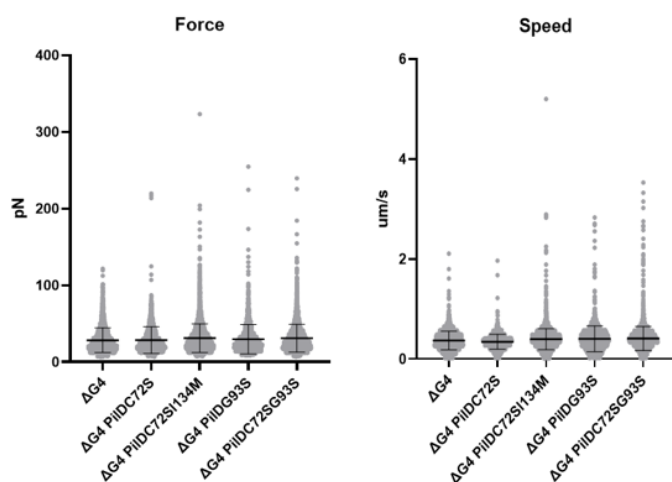 Force
400
300
200
100
0
pN
ΔG4
ΔG4 PilDC72S
ΔG4 PilDC72SI134M
ΔG4 PilDG93S
ΔG4 PilDC72SG93S
Speed
6
4
2
0
um/s
ΔG4
ΔG4 PilDC72S
ΔG4 PilDC72SI134M
ΔG4 PilDG93S
ΔG4 PilDC72SG93S